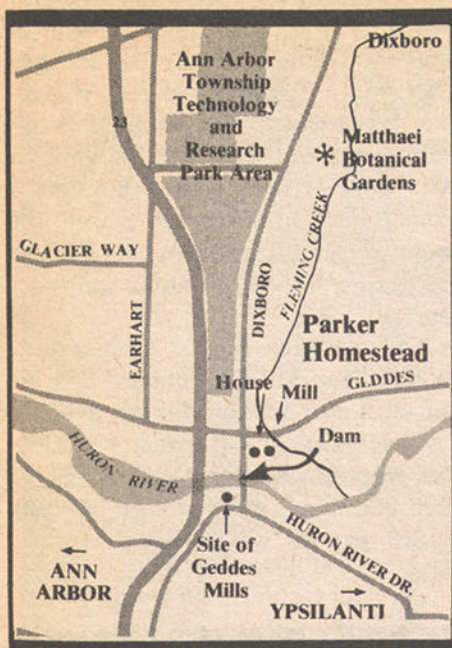 Dixboro
Ann Arbor
Township
Technology
and
Research
Park Area
23
Matthaei
Botanical
Gardens
FLEMING CREEK
GLACIER WAY
EARHART
DIXBORO
Parker
Homestead
GLDDES
House
Mill
Dam
HURON RIVER
Site of
Geddes
Mills
HURON RIVER DR.
ANN
ARBOR
YPSILANTI